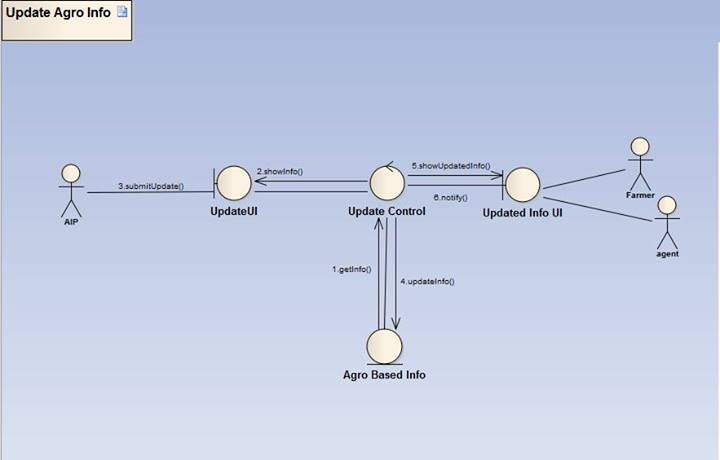 Update Agro Info
AIP
3.submitUpdate()
UpdateUI
2.showInfo()
Update Control
5.showUpdatedInfo()
6.notify()
Updated Info UI
Farmer
agent
1.getInfo()
4.updateInfo()
Agro Based Info